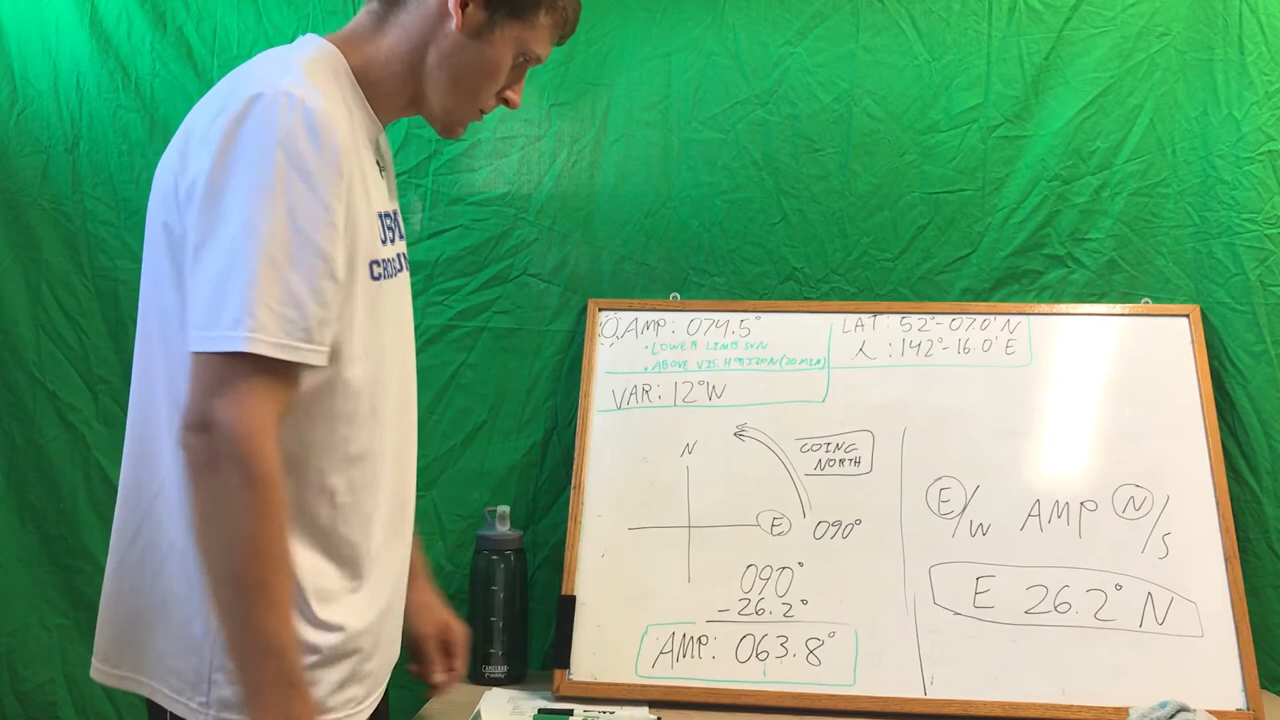 AMP: 074.5°
• LOWER LIMB SUN
• ABOVE VIS. HORIZON (20 MIN)
VAR: 12°W
LAT: 52°-07.0' N
λ: 142°-16.0' E
N
GOING
NORTH
E
090°
090°
-26.2°
AMP: 063.8°
E/W AMP N/S
E 26.2° N
CAMELBAK